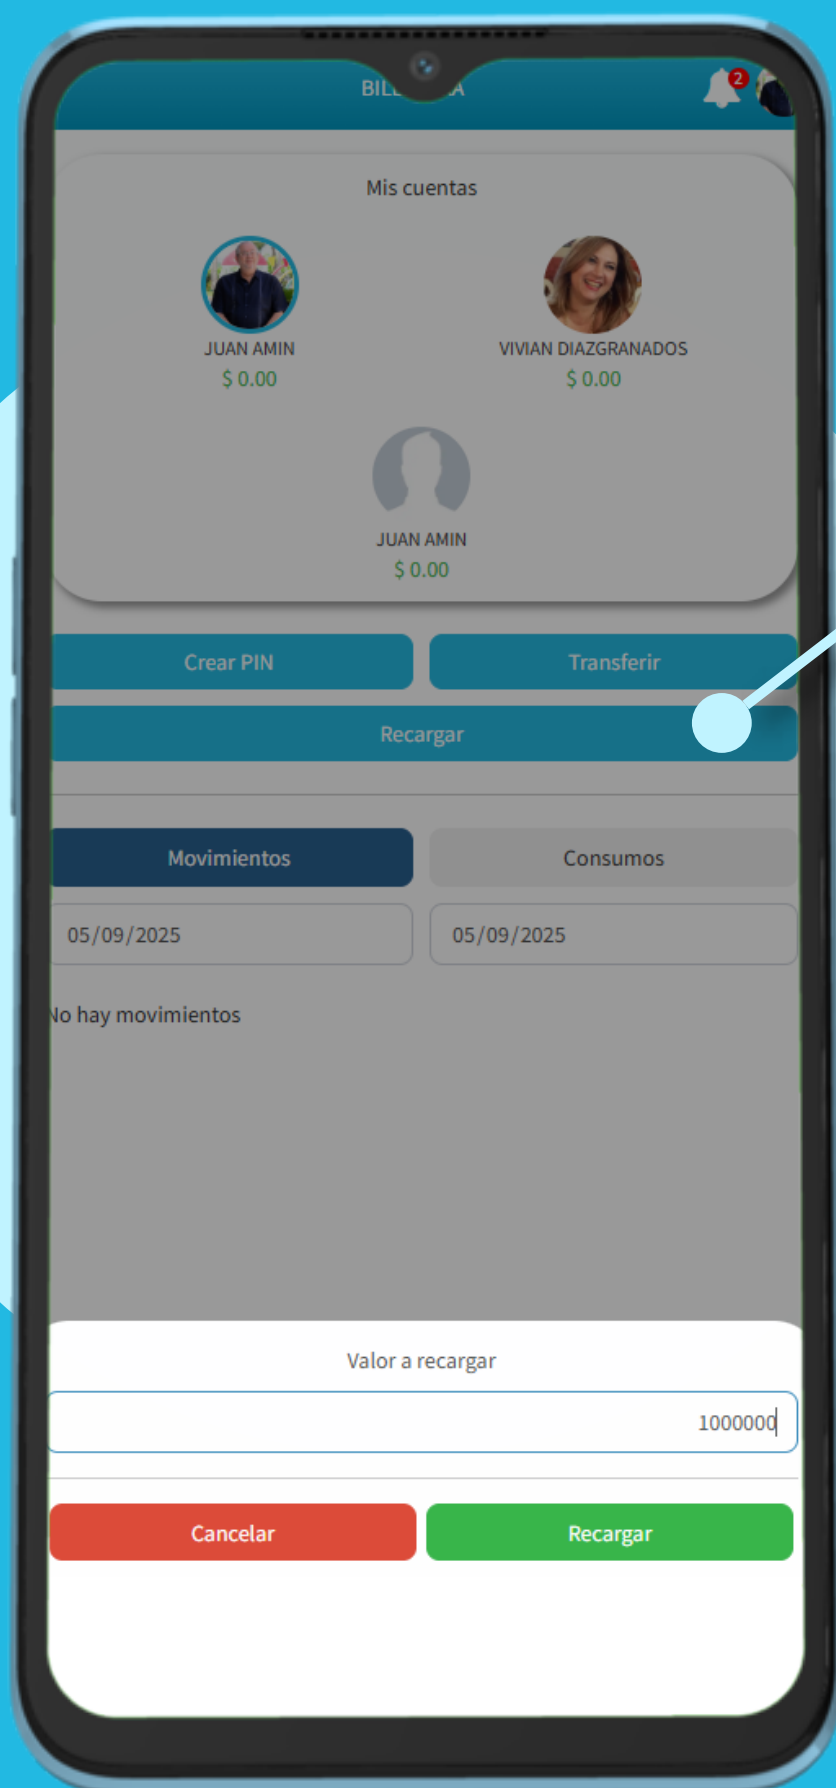 2
Mis cuentas
JUAN AMIN
$ 0.00
VIVIAN DIAZGRANADOS
$ 0.00
JUAN AMIN
$ 0.00
Crear PIN
Transferir
Recargar
Movimientos
Consumos
05/09/2025
05/09/2025
No hay movimientos
Valor a recargar
1000000
Cancelar
Recargar